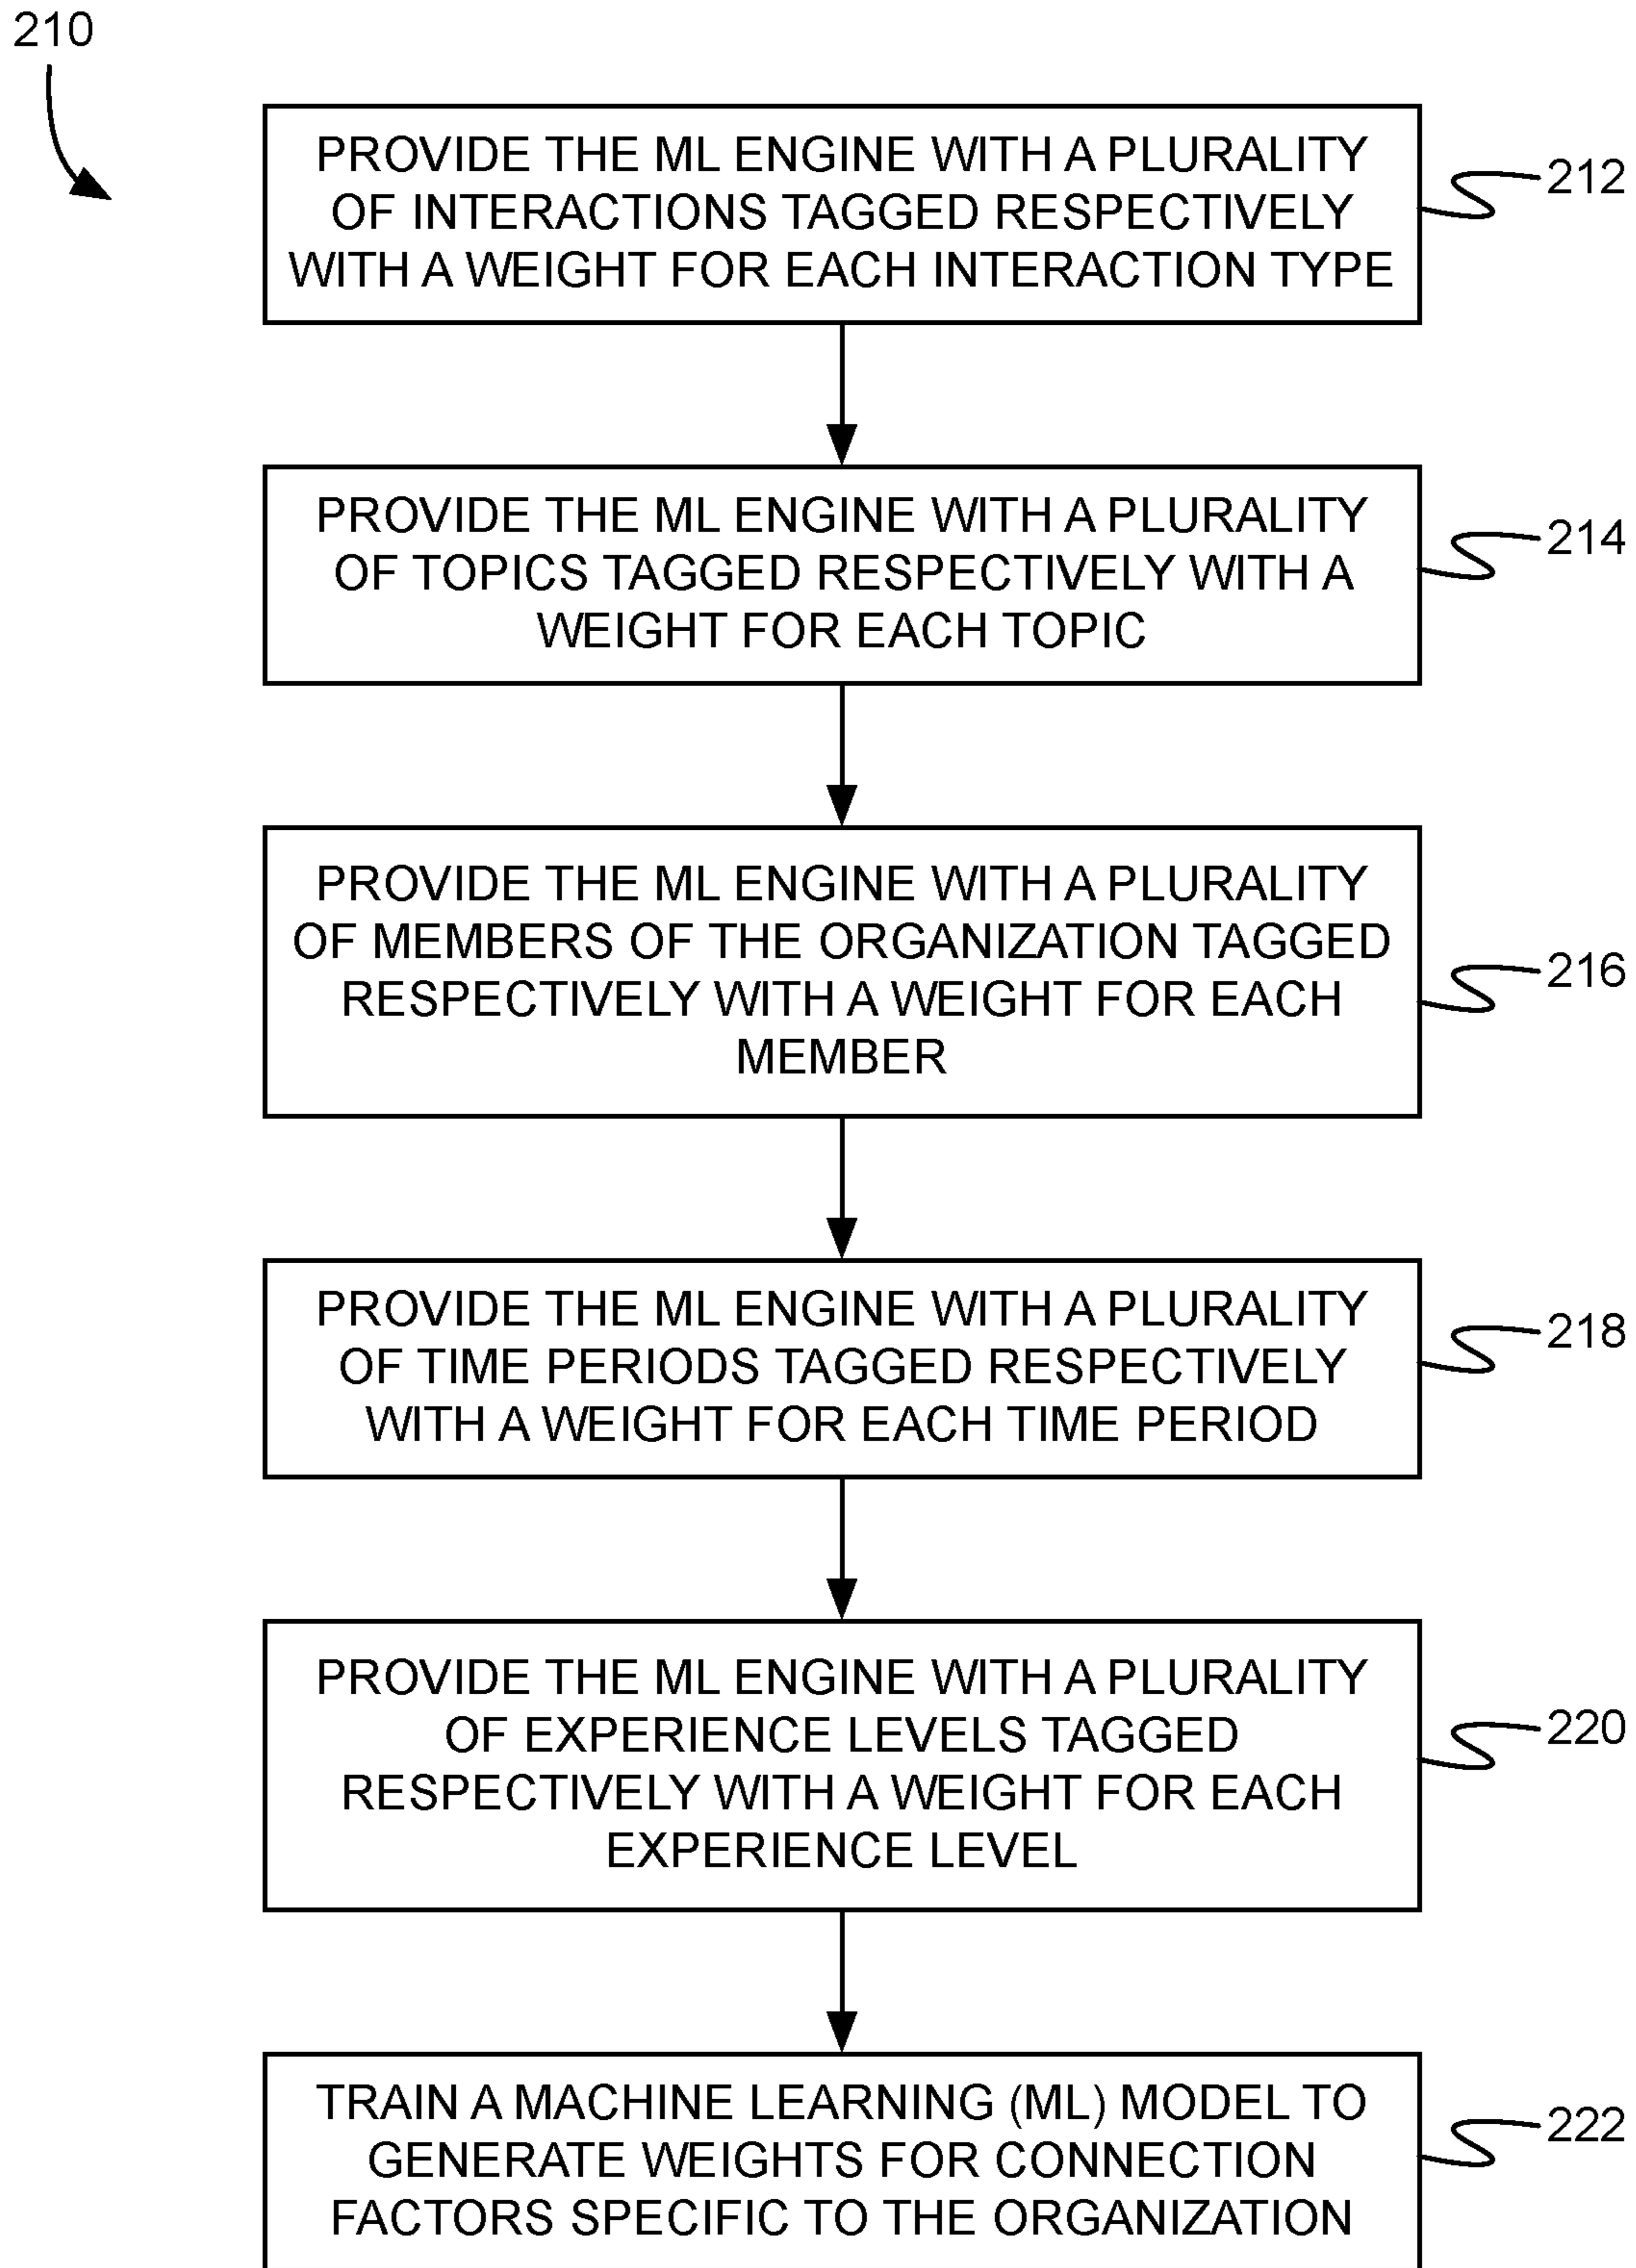 210
PROVIDE THE ML ENGINE WITH A PLURALITY
OF INTERACTIONS TAGGED RESPECTIVELY
WITH A WEIGHT FOR EACH INTERACTION TYPE
212
PROVIDE THE ML ENGINE WITH A PLURALITY
OF TOPICS TAGGED RESPECTIVELY WITH A
WEIGHT FOR EACH TOPIC
214
PROVIDE THE ML ENGINE WITH A PLURALITY
OF MEMBERS OF THE ORGANIZATION TAGGED
RESPECTIVELY WITH A WEIGHT FOR EACH
MEMBER
216
PROVIDE THE ML ENGINE WITH A PLURALITY
OF TIME PERIODS TAGGED RESPECTIVELY
WITH A WEIGHT FOR EACH TIME PERIOD
218
PROVIDE THE ML ENGINE WITH A PLURALITY
OF EXPERIENCE LEVELS TAGGED
RESPECTIVELY WITH A WEIGHT FOR EACH
EXPERIENCE LEVEL
220
TRAIN A MACHINE LEARNING (ML) MODEL TO
GENERATE WEIGHTS FOR CONNECTION
FACTORS SPECIFIC TO THE ORGANIZATION
222